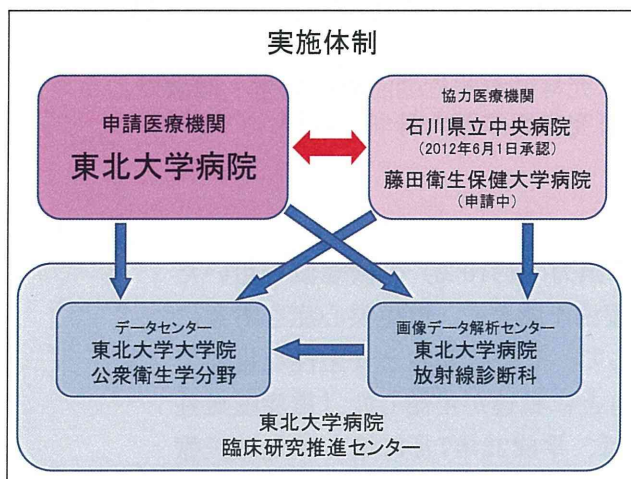 実施体制
申請医療機関
東北大学病院
協力医療機関
石川県立中央病院
(2012年6月1日承認)
藤田衛生保健大学病院
(申請中)
データセンター
東北大学大学院
公衆衛生学分野
画像データ解析センター
東北大学病院
放射線診断科
東北大学病院
臨床研究推進センター